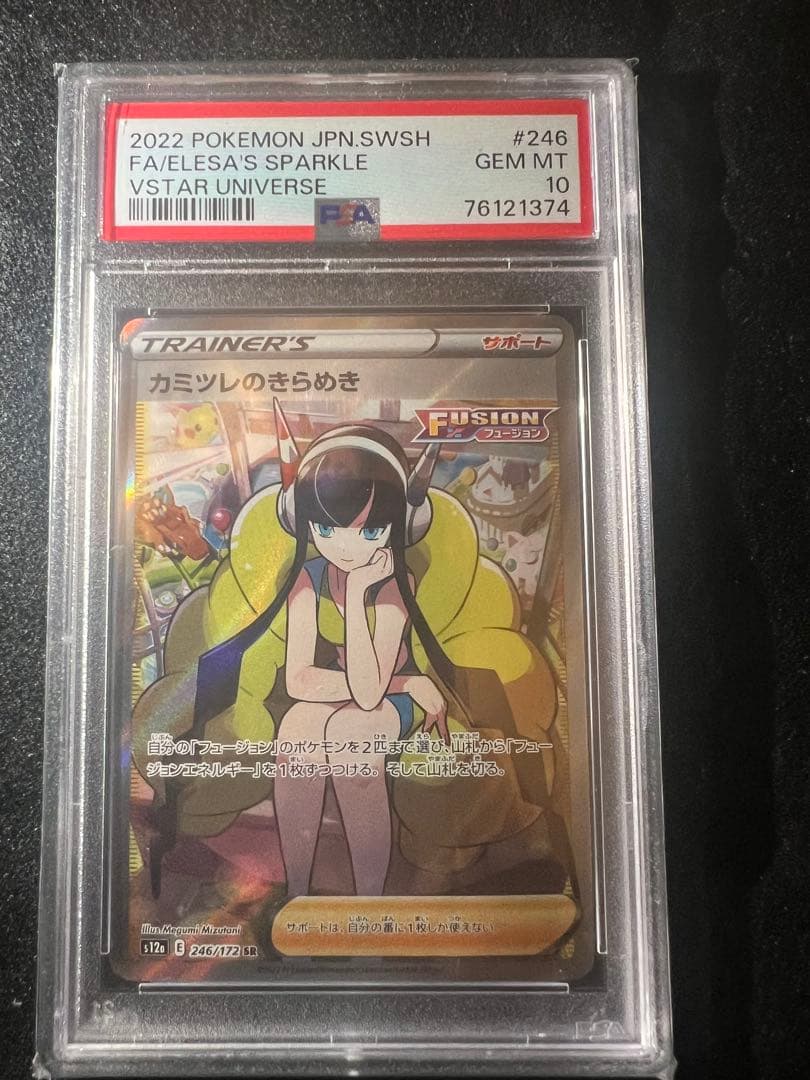 2022 POKEMON JPN.SWSH #246
FA/ELESA'S SPARKLE GEM MT
VSTAR UNIVERSE 10
PSA 76121374
TRAINER'S サポート
カミツレのきらめき
FUSION
フュージョン
自分の「フュージョン」のポケモンを2匹まで選び、山札から「フュー
ジョンエネルギー」を1枚ずつつける。そして山札を切る。
サポートは、自分の番に1枚しか使えない
Illus. Megumi Mizutani
s12a E 246/172 SR